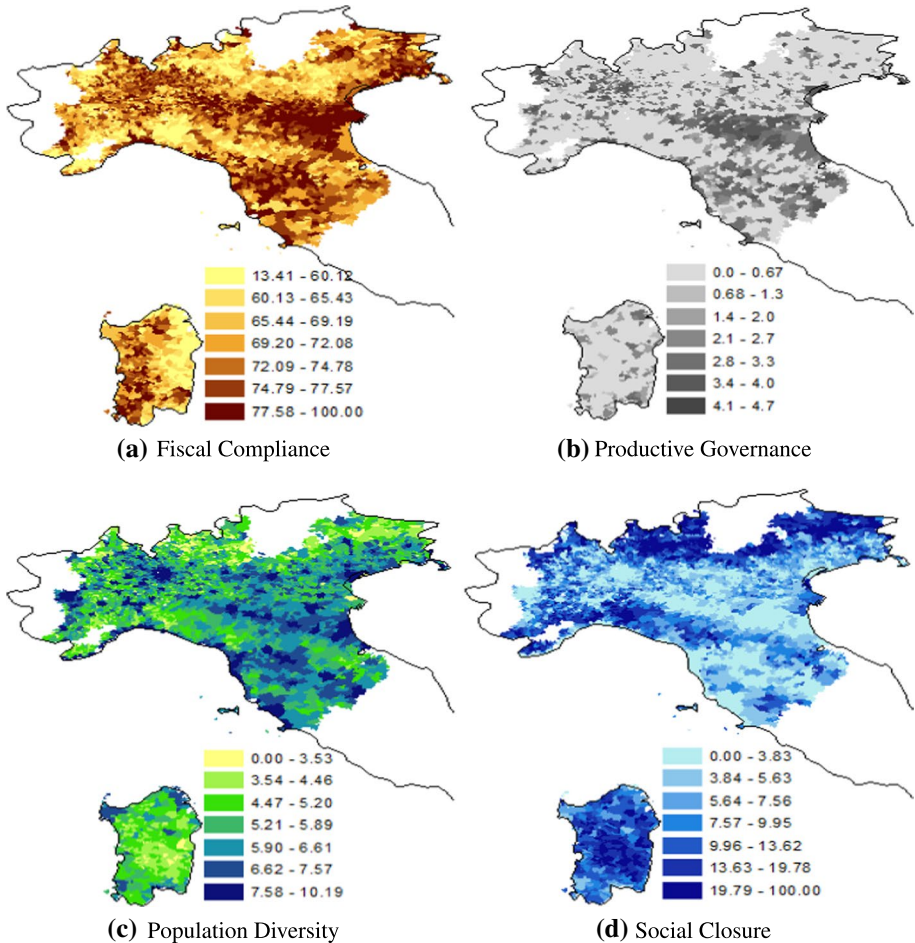 13.41 - 60.12
60.13 - 65.43
65.44 - 69.19
69.20 - 72.08
72.09 - 74.78
74.79 - 77.57
77.58 - 100.00
(a) Fiscal Compliance
0.0 - 0.67
0.68 - 1.3
1.4 - 2.0
2.1 - 2.7
2.8 - 3.3
3.4 - 4.0
4.1 - 4.7
(b) Productive Governance
0.00 - 3.53
3.54 - 4.46
4.47 - 5.20
5.21 - 5.89
5.90 - 6.61
6.62 - 7.57
7.58 - 10.19
(c) Population Diversity
0.00 - 3.83
3.84 - 5.63
5.64 - 7.56
7.57 - 9.95
9.96 - 13.62
13.63 - 19.78
19.79 - 100.00
(d) Social Closure